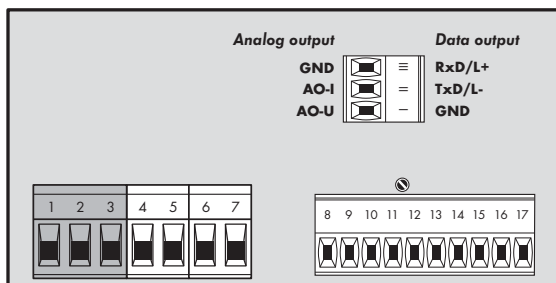 Analog output Data output
GND ≡ RxD/L+
AO-I = TxD/L-
AO-U – GND
1 2 3 4 5 6 7
8 9 10 11 12 13 14 15 16 17